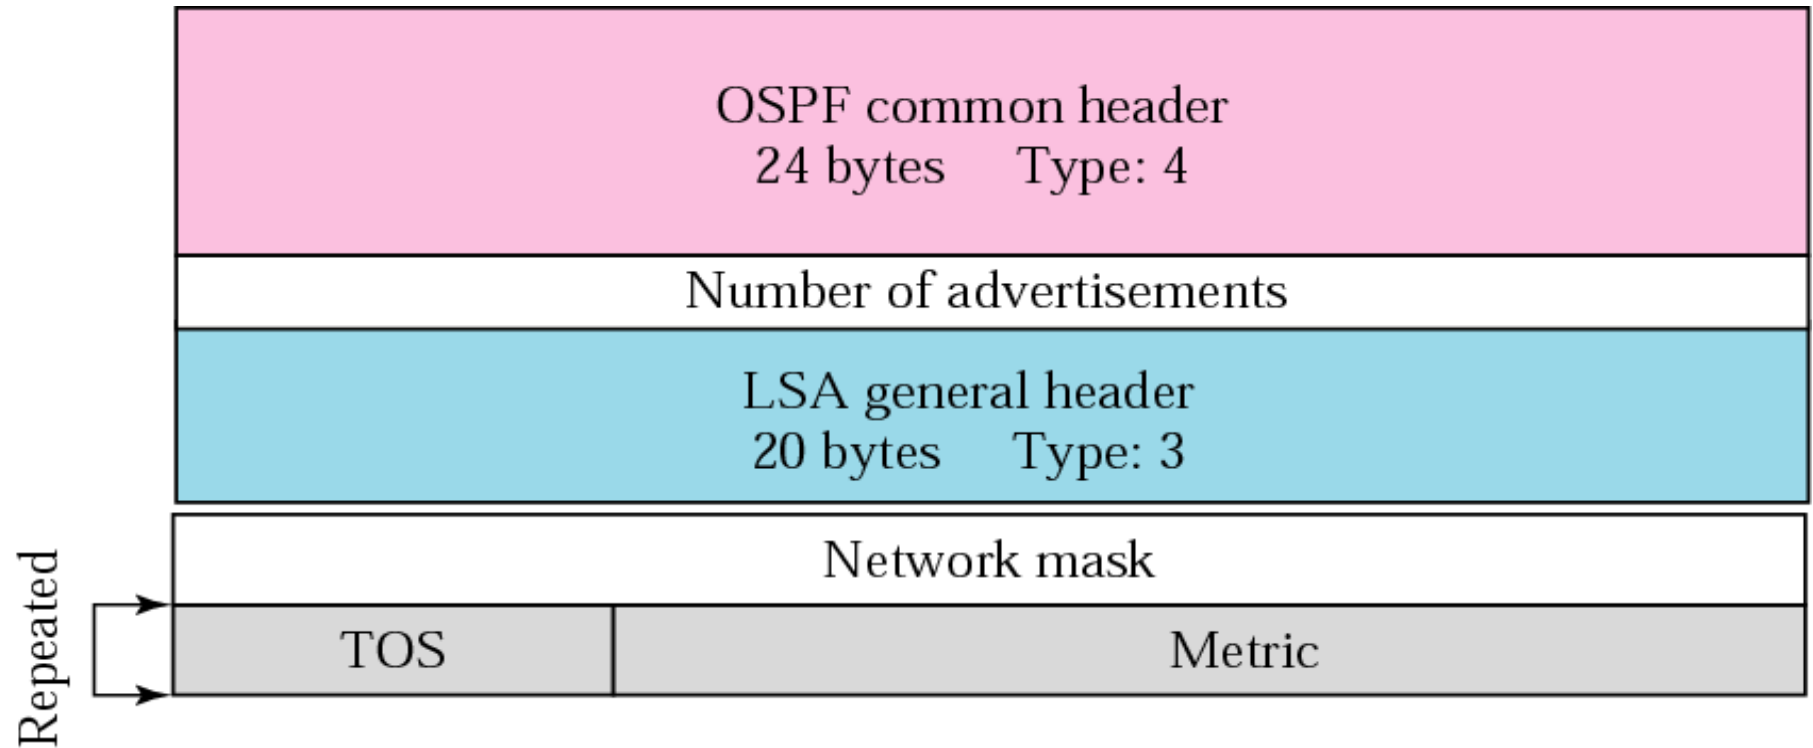 OSPF common header
24 bytes Type: 4
Number of advertisements
LSA general header
20 bytes Type: 3
Network mask
Repeated
TOS Metric